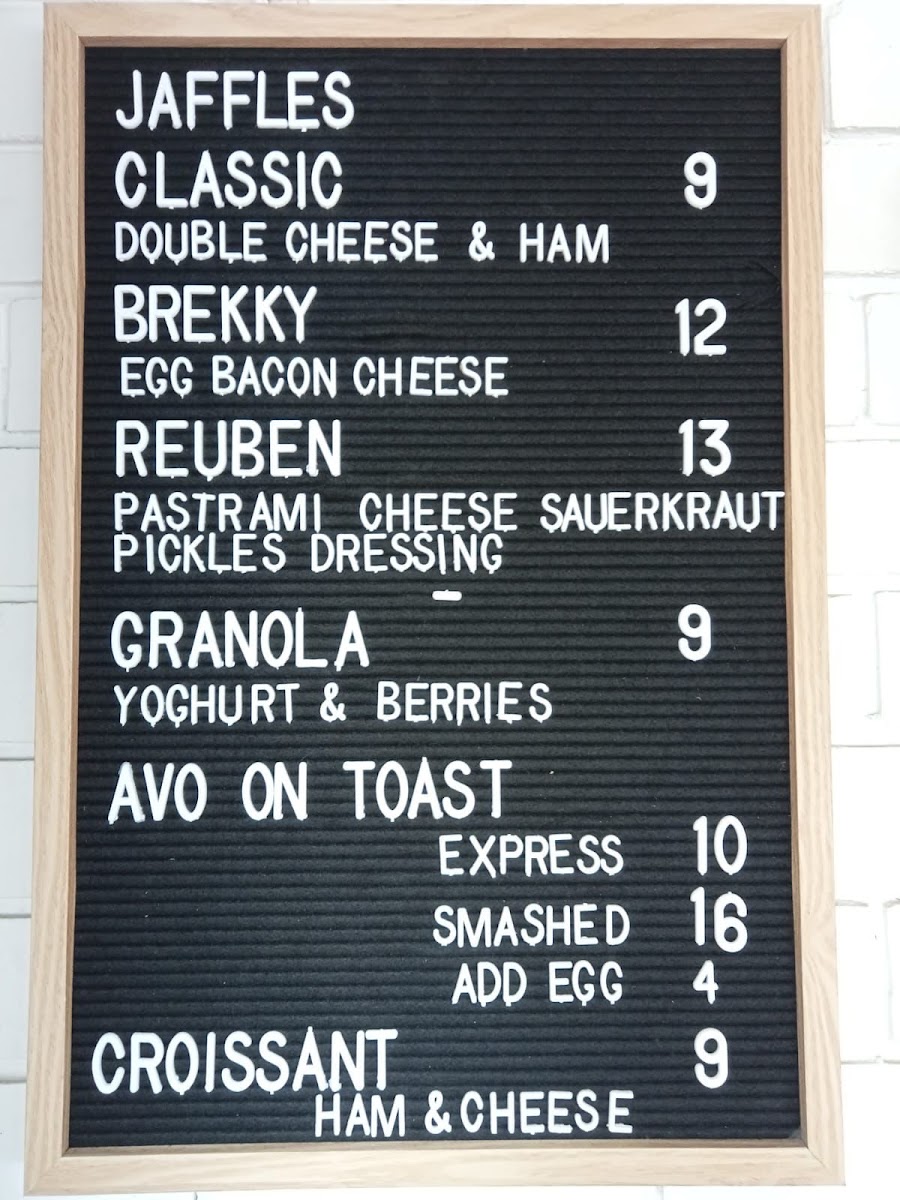 JAFFLES
CLASSIC 9
DOUBLE CHEESE & HAM
BREKKY 12
EGG BACON CHEESE
REUBEN 13
PASTRAMI CHEESE SAUERKRAUT
PICKLES DRESSING
-
GRANOLA 9
YOGHURT & BERRIES
AVO ON TOAST
EXPRESS 10
SMASHED 16
ADD EGG 4
CROISSANT 9
HAM & CHEESE